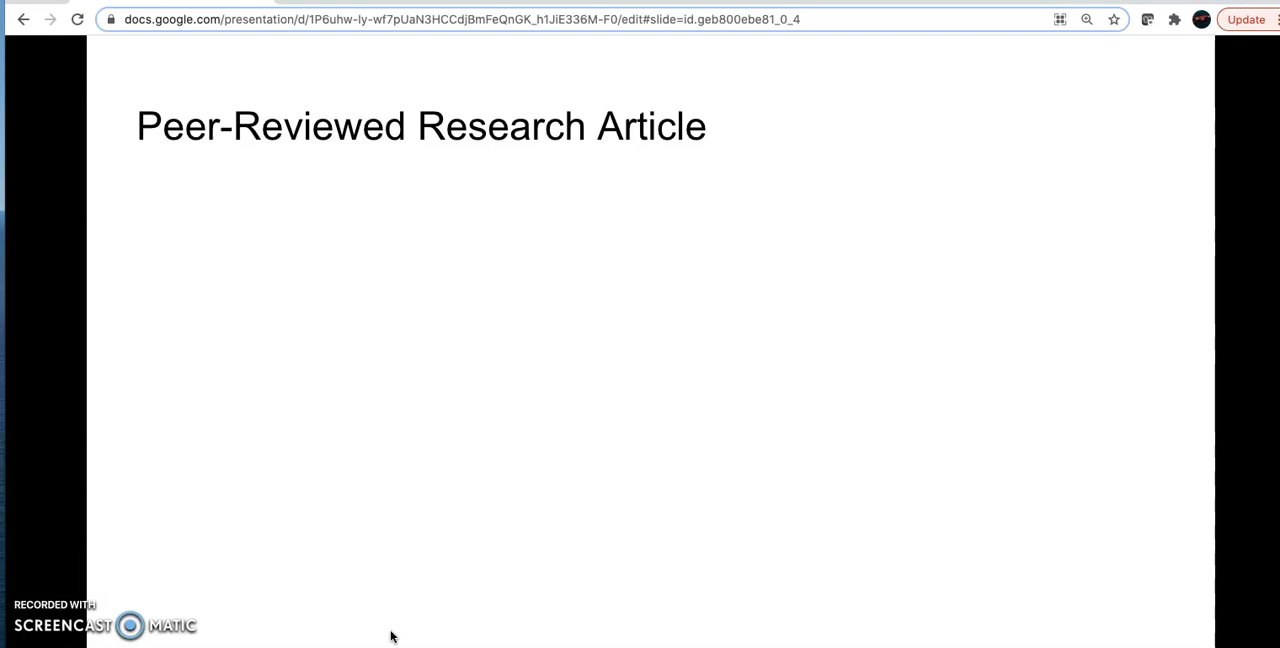 docs.google.com/presentation/d/1P6uhw-ly-wf7pUaN3HCCdjBmFeQnGK_h1JiE336M-F0/edit#slide=id.geb800ebe81_0_4
Update
Peer-Reviewed Research Article
RECORDED WITH
SCREENCAST MATIC